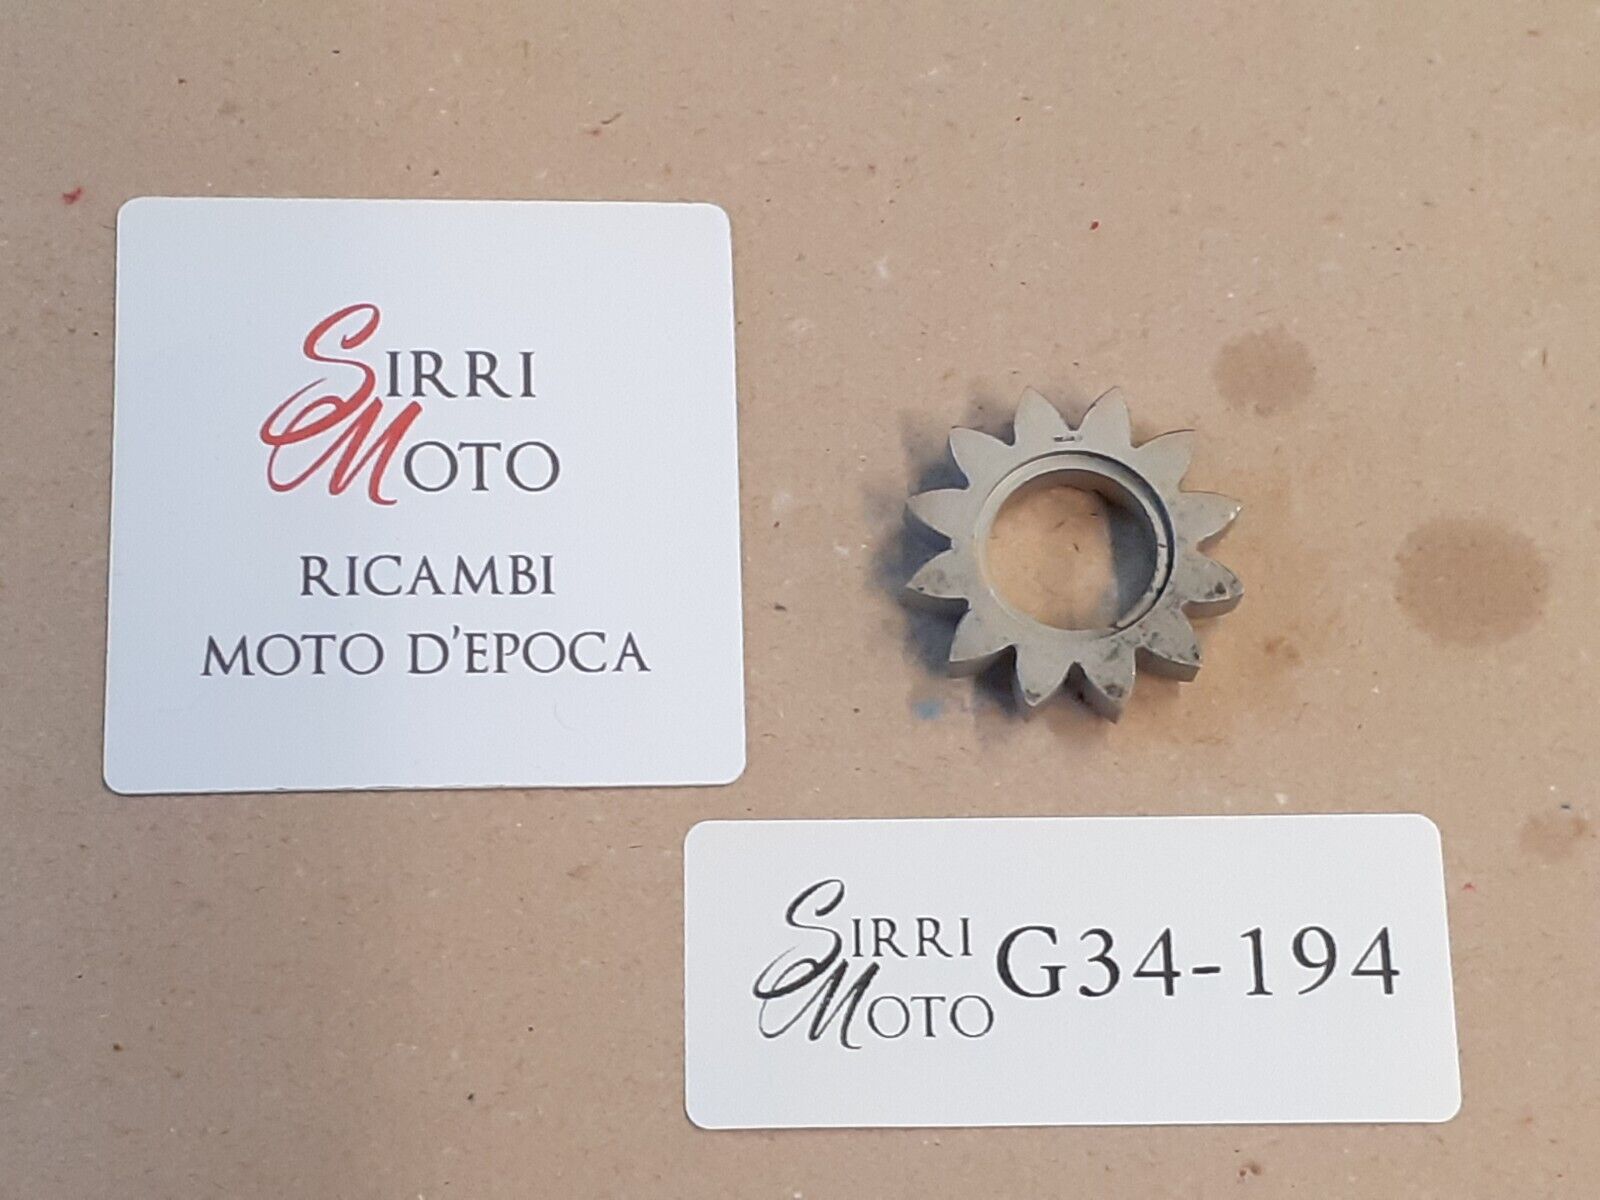 SIRRI
MOTO
RICAMBI
MOTO D'EPOCA
SIRRI
MOTO
G34-194